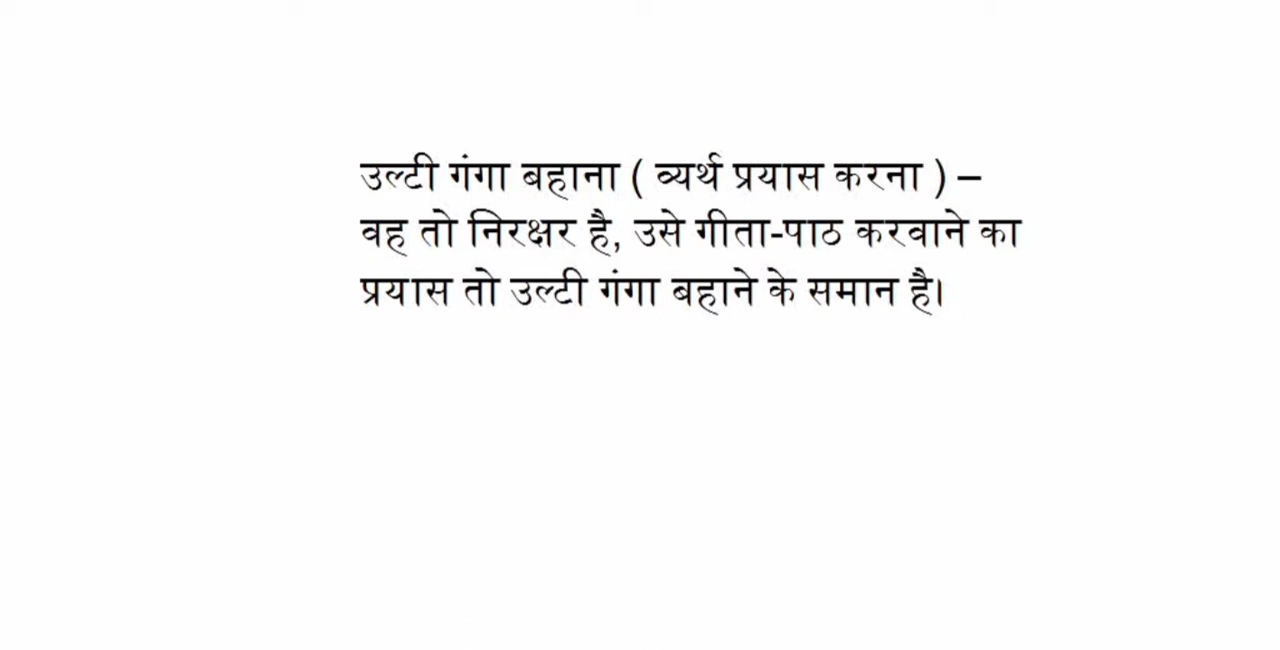 उल्टी गंगा बहाना ( व्यर्थ प्रयास करना ) –
वह तो निरक्षर है, उसे गीता-पाठ करवाने का
प्रयास तो उल्टी गंगा बहाने के समान है।